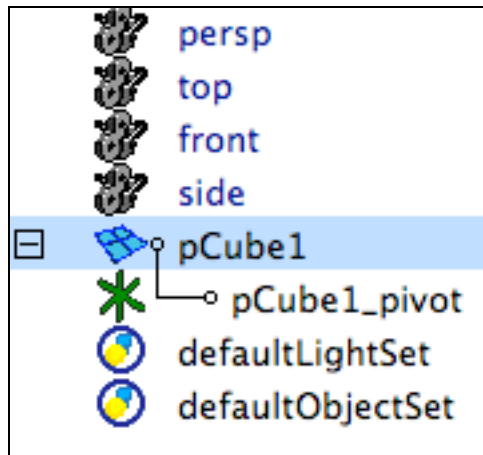 persp
top
front
side
pCube1
pCube1_pivot
defaultLightSet
defaultObjectSet